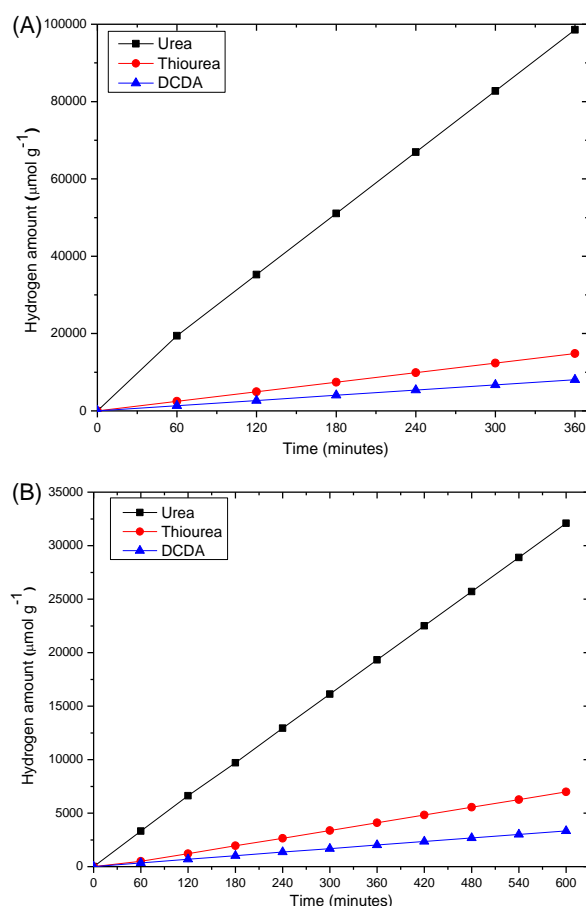 (A)
Urea
Thiourea
DCDA
Hydrogen amount (μmol g⁻¹)
100000
80000
60000
40000
20000
0
0 60 120 180 240 300 360
Time (minutes)
(B)
Urea
Thiourea
DCDA
Hydrogen amount (μmol g⁻¹)
35000
30000
25000
20000
15000
10000
5000
0
0 60 120 180 240 300 360 420 480 540 600
Time (minutes)